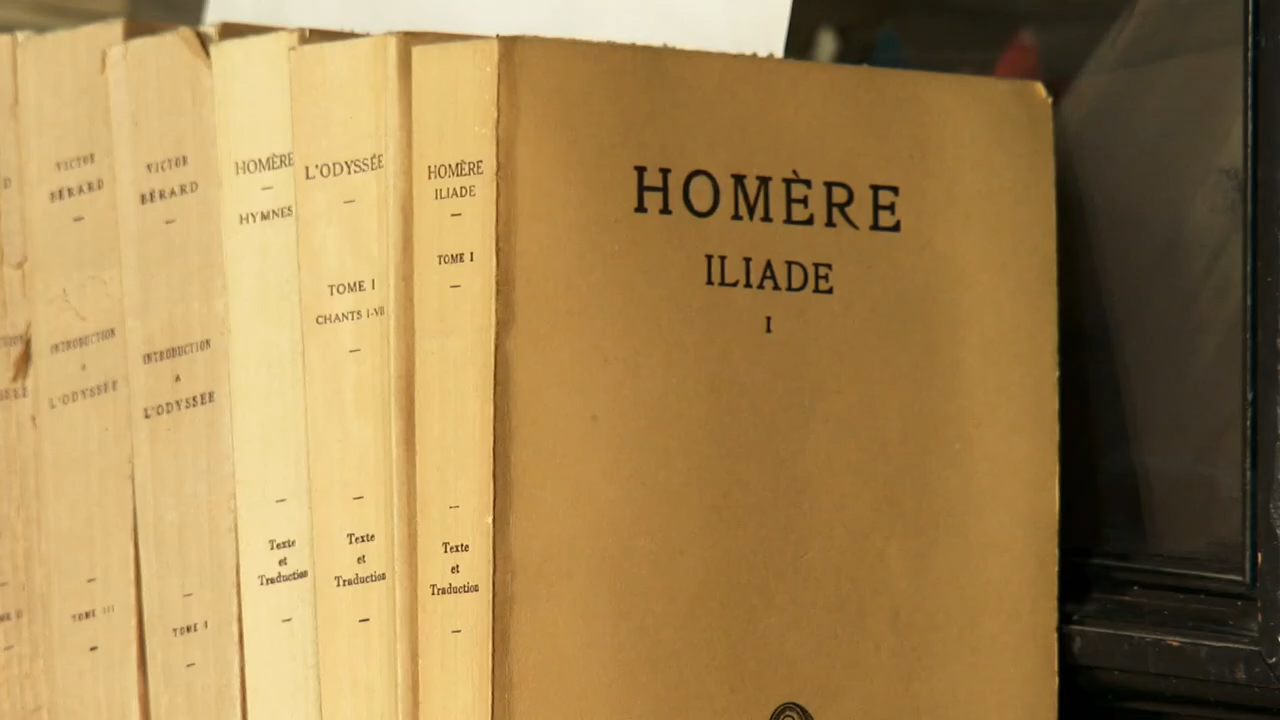 D
VICTOR
BÉRARD
INTRODUCTION
A
L'ODYSSÉE
TOME III
VICTOR
BÉRARD
INTRODUCTION
A
L'ODYSSÉE
TOME I
HOMÈRE
HYMNES
Texte
et
Traduction
L'ODYSSÉE
TOME I
CHANTS I-VII
Texte
et
Traduction
HOMÈRE
ILIADE
TOME I
Texte
et
Traduction
HOMÈRE
ILIADE
I